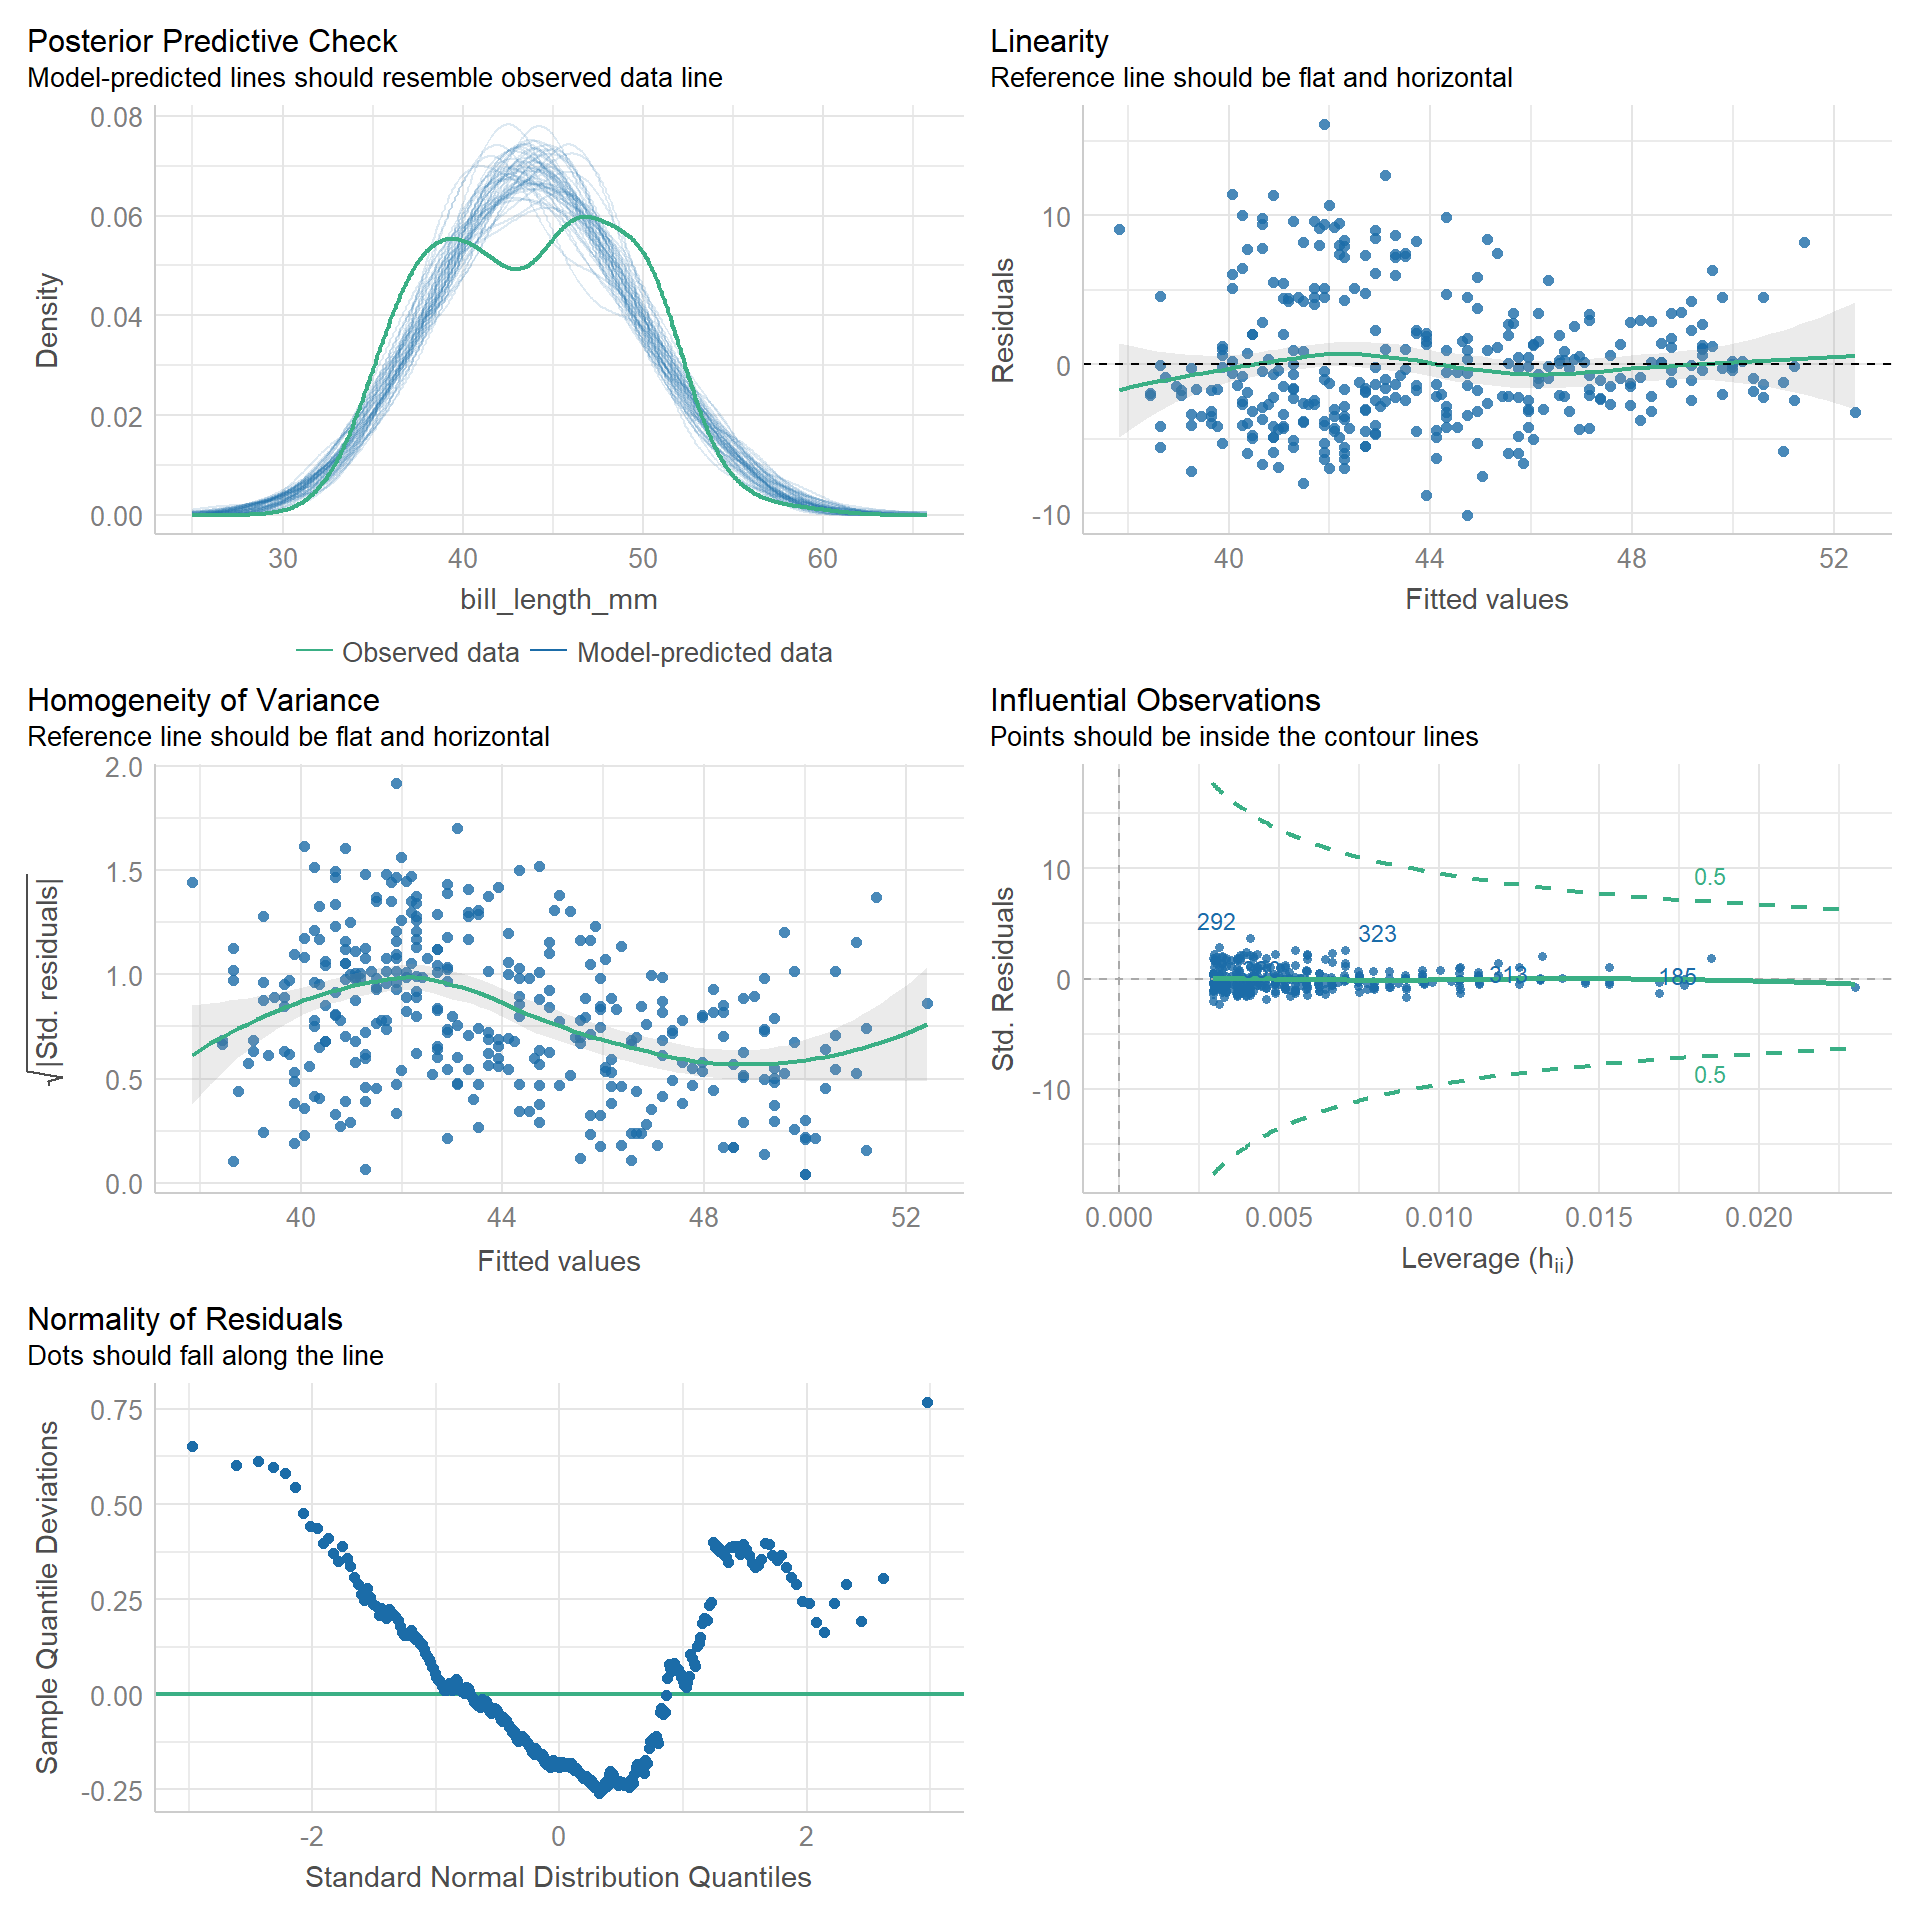 Posterior Predictive Check
Model-predicted lines should resemble observed data line
0.08
0.06
0.04
0.02
0.00
Density
30 40 50 60
bill_length_mm
Observed data Model-predicted data
Linearity
Reference line should be flat and horizontal
10
0
-10
Residuals
40 44 48 52
Fitted values
Homogeneity of Variance
Reference line should be flat and horizontal
2.0
1.5
1.0
0.5
0.0
√|Std. residuals|
40 44 48 52
Fitted values
Influential Observations
Points should be inside the contour lines
10
0
-10
Std. Residuals
0.5
292
323
313
185
0.5
0.000 0.005 0.010 0.015 0.020
Leverage (hii)
Normality of Residuals
Dots should fall along the line
0.75
0.50
0.25
0.00
-0.25
Sample Quantile Deviations
-2 0 2
Standard Normal Distribution Quantiles